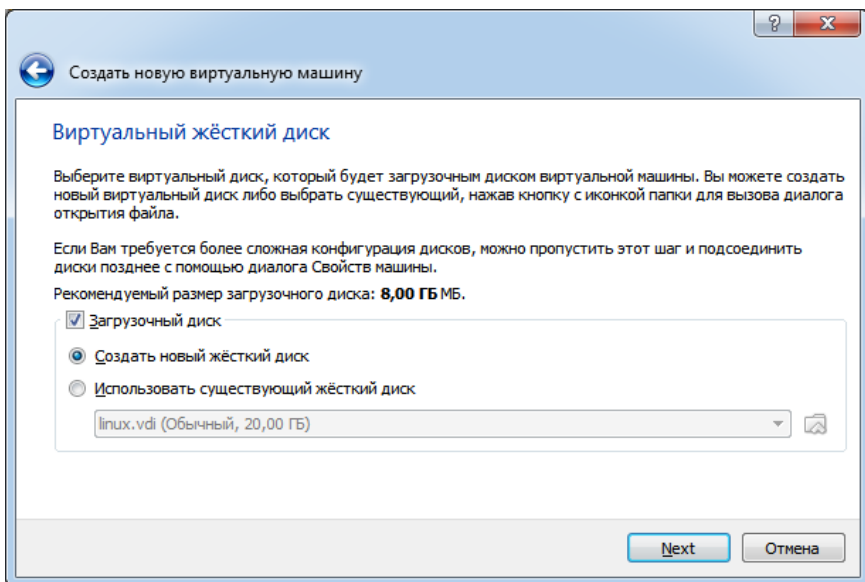 Создать новую виртуальную машину
Виртуальный жёсткий диск
Выберите виртуальный диск, который будет загрузочным диском виртуальной машины. Вы можете создать
новый виртуальный диск либо выбрать существующий, нажав кнопку с иконкой папки для вызова диалога
открытия файла.
Если Вам требуется более сложная конфигурация дисков, можно пропустить этот шаг и подсоединить
диски позднее с помощью диалога Свойств машины.
Рекомендуемый размер загрузочного диска: 8,00 ГБ МБ.
Загрузочный диск
Создать новый жёсткий диск
Использовать существующий жёсткий диск
linux.vdi (Обычный, 20,00 ГБ)
Next
Отмена